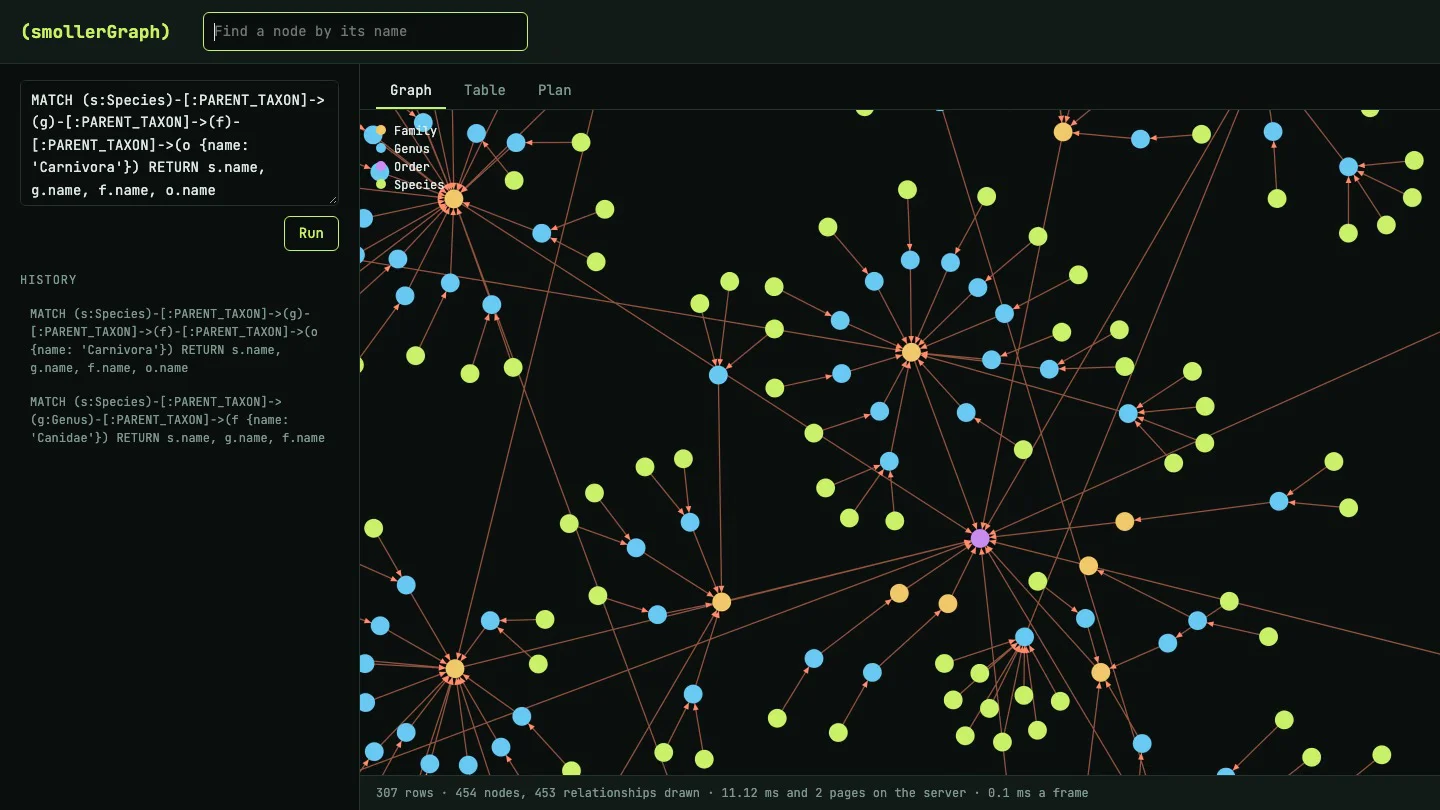 (smollerGraph)
Find a node by its name
MATCH (s:Species)-[:PARENT_TAXON]->
(g)-[:PARENT_TAXON]->(f)-
[:PARENT_TAXON]->(o {name:
'Carnivora'}) RETURN s.name,
g.name, f.name, o.name
Run
HISTORY
MATCH (s:Species)-[:PARENT_TAXON]->(g)-
[:PARENT_TAXON]->(f)-[:PARENT_TAXON]->(o
{name: 'Carnivora'}) RETURN s.name,
g.name, f.name, o.name
MATCH (s:Species)-[:PARENT_TAXON]->
(g:Genus)-[:PARENT_TAXON]->(f {name:
'Canidae'}) RETURN s.name, g.name, f.name
Graph
Table
Plan
Family
Genus
Order
Species
307 rows · 454 nodes, 453 relationships drawn · 11.12 ms and 2 pages on the server · 0.1 ms a frame